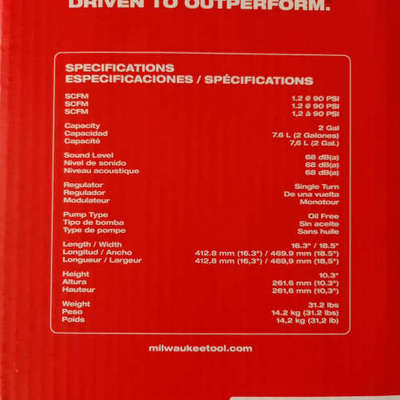 DRIVEN TO OUTPERFORM.
SPECIFICATIONS
ESPECIFICACIONES / SPÉCIFICATIONS
SCFM 1.2 @ 90 PSI
SCFM 1.2 @ 90 PSI
SCFM 1,2 à 90 PSI
Capacity 2 Gal
Capacidad 7.6 L (2 Galones)
Capacité 7,6 L (2 Gal.)
Sound Level 68 dB(a)
Nivel de sonido 68 dB(a)
Niveau acoustique 68 dB(a)
Regulator Single Turn
Regulador De una vuelta
Modulateur Monotour
Pump Type Oil Free
Tipo de bomba Sin aceite
Type de pompe Sans huile
Length / Width 16.3" / 18.5"
Longitud / Ancho 412.8 mm (16.3") / 469.9 mm (18.5")
Longueur / Largeur 412,8 mm (16,3") / 469,9 mm (18,5")
Height 10.3"
Altura 261.6 mm (10.3")
Hauteur 261,6 mm (10,3")
Weight 31.2 lbs
Peso 14.2 kg (31.2 lb)
Poids 14,2 kg (31,2 lb)
milwaukeetool.com